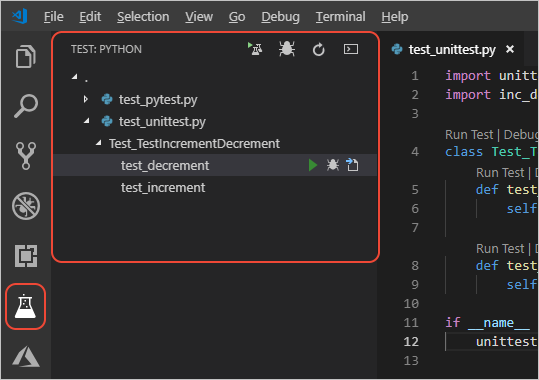 File Edit Selection View Go Debug Terminal Help
TEST: PYTHON
.
test_pytest.py
test_unittest.py
Test_TestIncrementDecrement
test_decrement
test_increment
test_unittest.py ×
1 import unitt
2 import inc_d
3
Run Test | Debug
4 class Test_T
Run Test | D
5 def test_
6 self
7
Run Test | D
8 def test_
9 self
10
11 if __name__
12 unittest
13